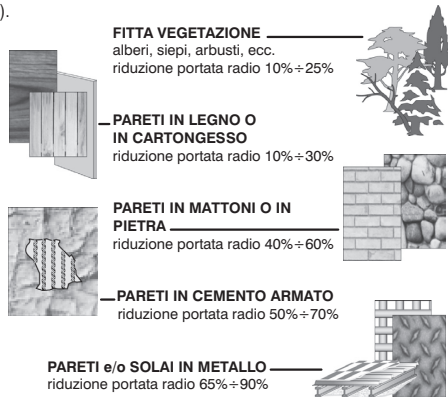 ).
FITTA VEGETAZIONE
alberi, siepi, arbusti, ecc.
riduzione portata radio 10%÷25%
PARETI IN LEGNO O
IN CARTONGESSO
riduzione portata radio 10%÷30%
PARETI IN MATTONI O IN
PIETRA
riduzione portata radio 40%÷60%
PARETI IN CEMENTO ARMATO
riduzione portata radio 50%÷70%
PARETI e/o SOLAI IN METALLO
riduzione portata radio 65%÷90%